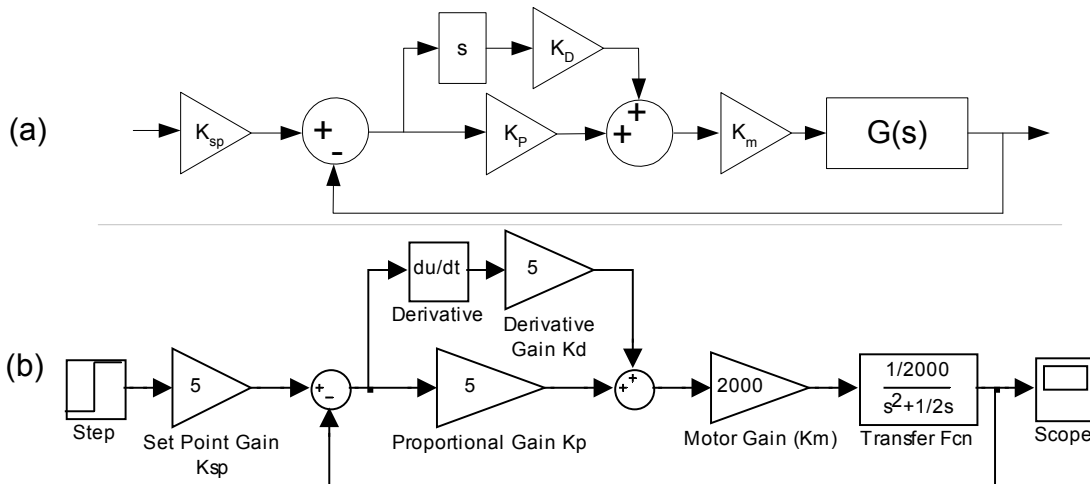 s
K_D
(a)
K_sp
+
-
K_P
+
+
K_m
G(s)
du/dt
5
Derivative
Derivative
Gain Kd
(b)
5
+
-
5
+
+
2000
1/2000
s²+1/2s
Step
Set Point Gain
Ksp
Proportional Gain Kp
Motor Gain (Km)
Transfer Fcn
Scope